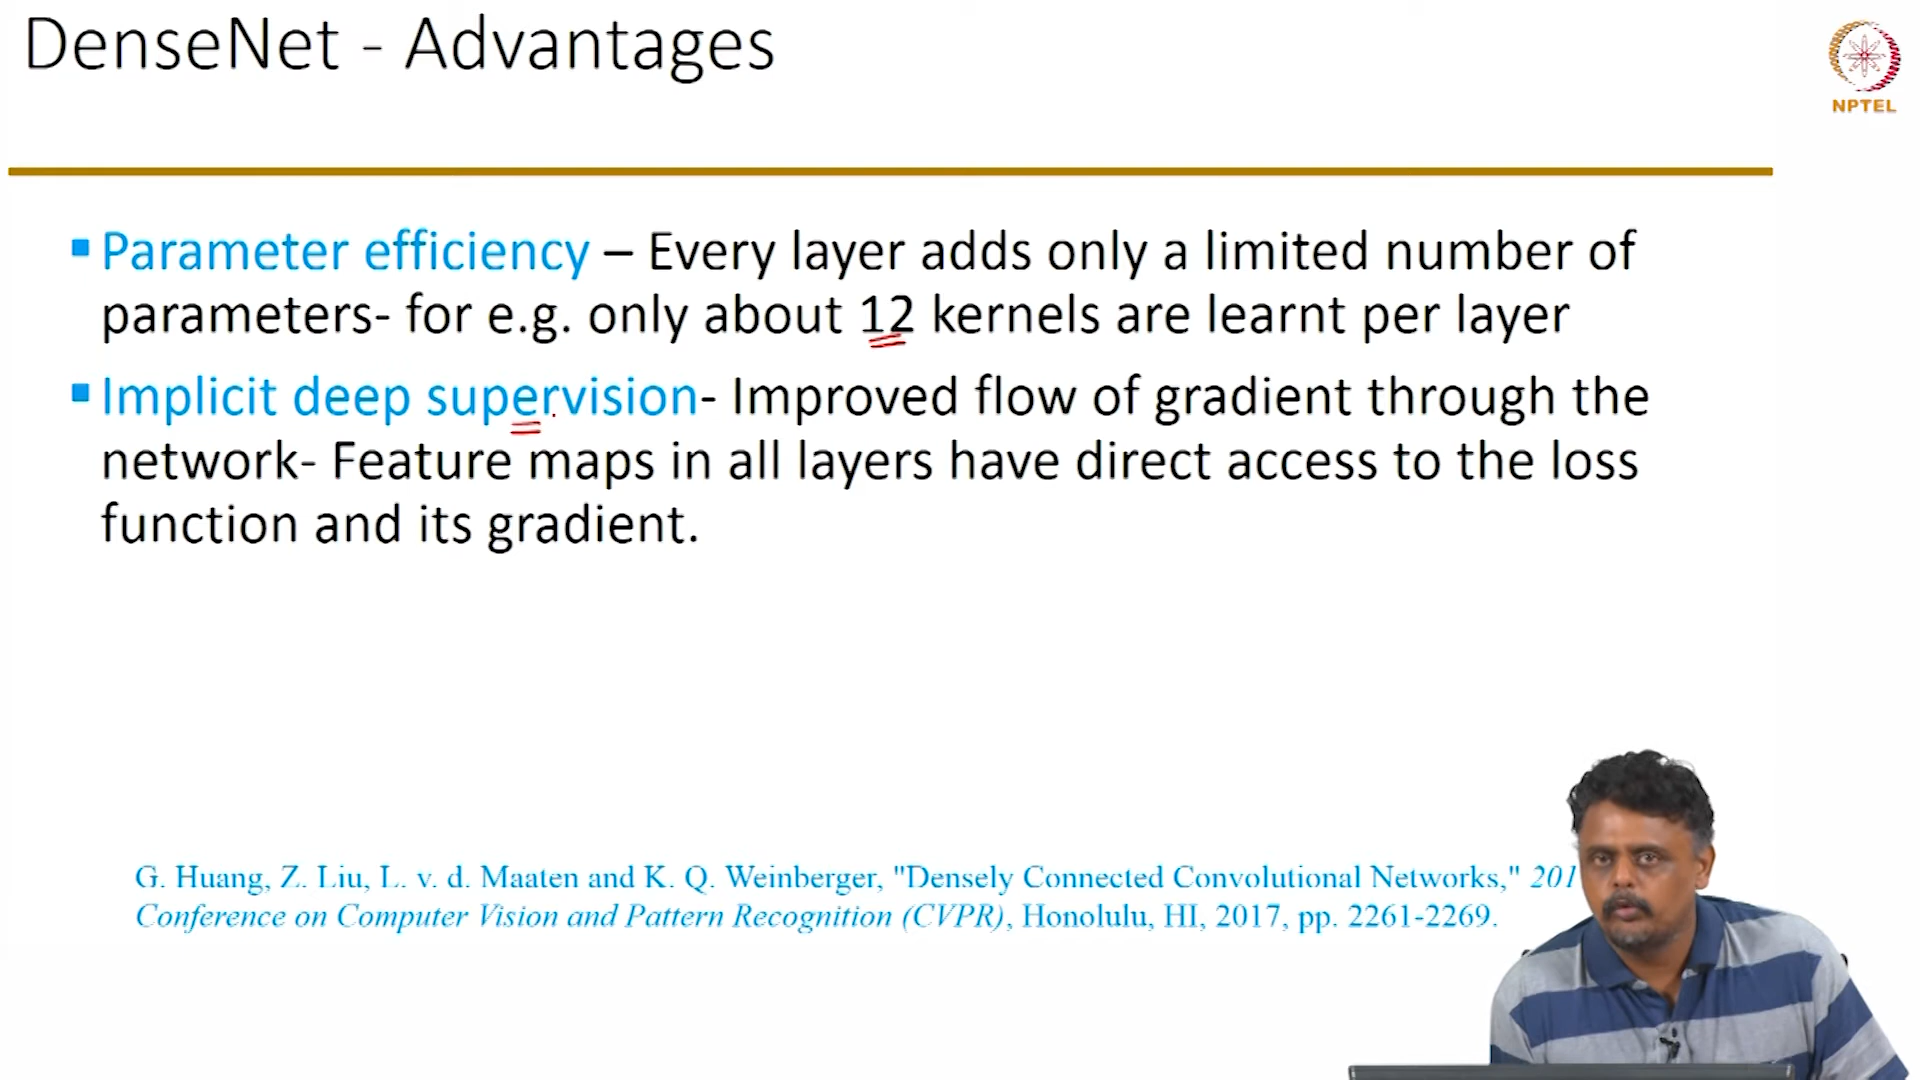 DenseNet - Advantages
NPTEL
Parameter efficiency – Every layer adds only a limited number of
parameters- for e.g. only about 12 kernels are learnt per layer
Implicit deep supervision- Improved flow of gradient through the
network- Feature maps in all layers have direct access to the loss
function and its gradient.
G. Huang, Z. Liu, L. v. d. Maaten and K. Q. Weinberger, "Densely Connected Convolutional Networks," 201
Conference on Computer Vision and Pattern Recognition (CVPR), Honolulu, HI, 2017, pp. 2261-2269.